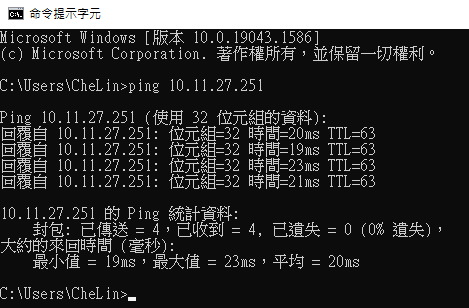 命令提示字元
Microsoft Windows [版本 10.0.19043.1586]
(c) Microsoft Corporation. 著作權所有，並保留一切權利。
C:\Users\CheLin>ping 10.11.27.251
Ping 10.11.27.251 (使用 32 位元組的資料):
回覆自 10.11.27.251: 位元組=32 時間=20ms TTL=63
回覆自 10.11.27.251: 位元組=32 時間=19ms TTL=63
回覆自 10.11.27.251: 位元組=32 時間=23ms TTL=63
回覆自 10.11.27.251: 位元組=32 時間=21ms TTL=63
10.11.27.251 的 Ping 統計資料:
封包: 已傳送 = 4，已收到 = 4, 已遺失 = 0 (0% 遺失)，
大約的來回時間 (毫秒):
最小值 = 19ms，最大值 = 23ms，平均 = 20ms
C:\Users\CheLin>